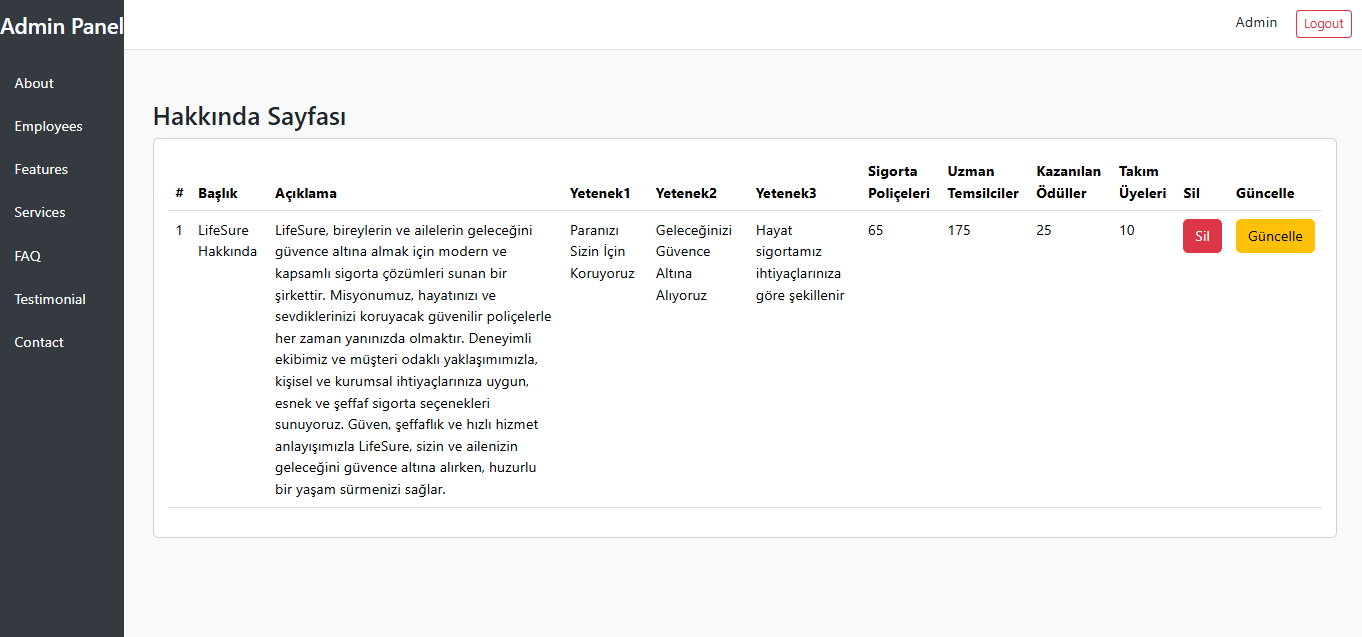 Admin Panel
Admin
Logout
About
Employees
Features
Services
FAQ
Testimonial
Contact
Hakkında Sayfası
# Başlık Açıklama Yetenek1 Yetenek2 Yetenek3 Sigorta Poliçeleri Uzman Temsilciler Kazanılan Ödüller Takım Üyeleri Sil Güncelle
1
LifeSure
Hakkında
LifeSure, bireylerin ve ailelerin geleceğini
güvence altına almak için modern ve
kapsamlı sigorta çözümleri sunan bir
şirkettir. Misyonumuz, hayatınızı ve
sevdiklerinizi koruyacak güvenilir poliçelerle
her zaman yanınızda olmaktır. Deneyimli
ekibimiz ve müşteri odaklı yaklaşımımızla,
kişisel ve kurumsal ihtiyaçlarınıza uygun,
esnek ve şeffaf sigorta seçenekleri
sunuyoruz. Güven, şeffaflık ve hızlı hizmet
anlayışımızla LifeSure, sizin ve ailenizin
geleceğini güvence altına alırken, huzurlu
bir yaşam sürmenizi sağlar.
Paranızı
Sizin İçin
Koruyoruz
Geleceğinizi
Güvence
Altına
Alıyoruz
Hayat
sigortamız
ihtiyaçlarınıza
göre şekillenir
65
175
25
10
Sil
Güncelle